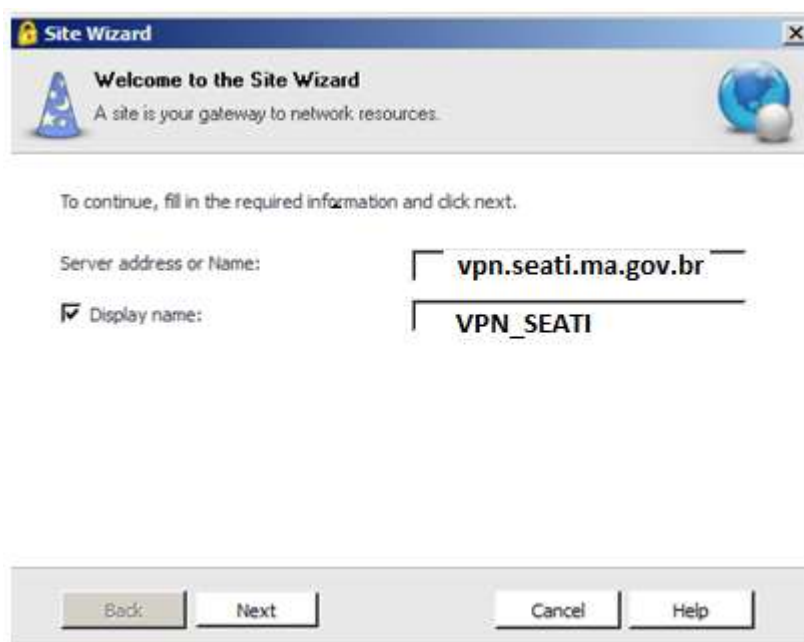 Site Wizard
Welcome to the Site Wizard
A site is your gateway to network resources.
To continue, fill in the required information and click next.
Server address or Name: vpn.seati.ma.gov.br
Display name: VPN_SEATI
Back Next Cancel Help